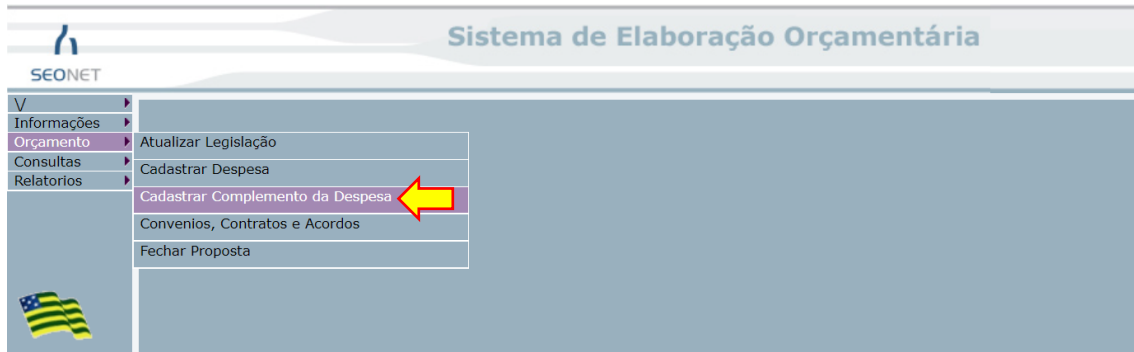 Sistema de Elaboração Orçamentária
SEONET
\/
Informações
Orçamento
Consultas
Relatorios
Atualizar Legislação
Cadastrar Despesa
Cadastrar Complemento da Despesa
Convenios, Contratos e Acordos
Fechar Proposta